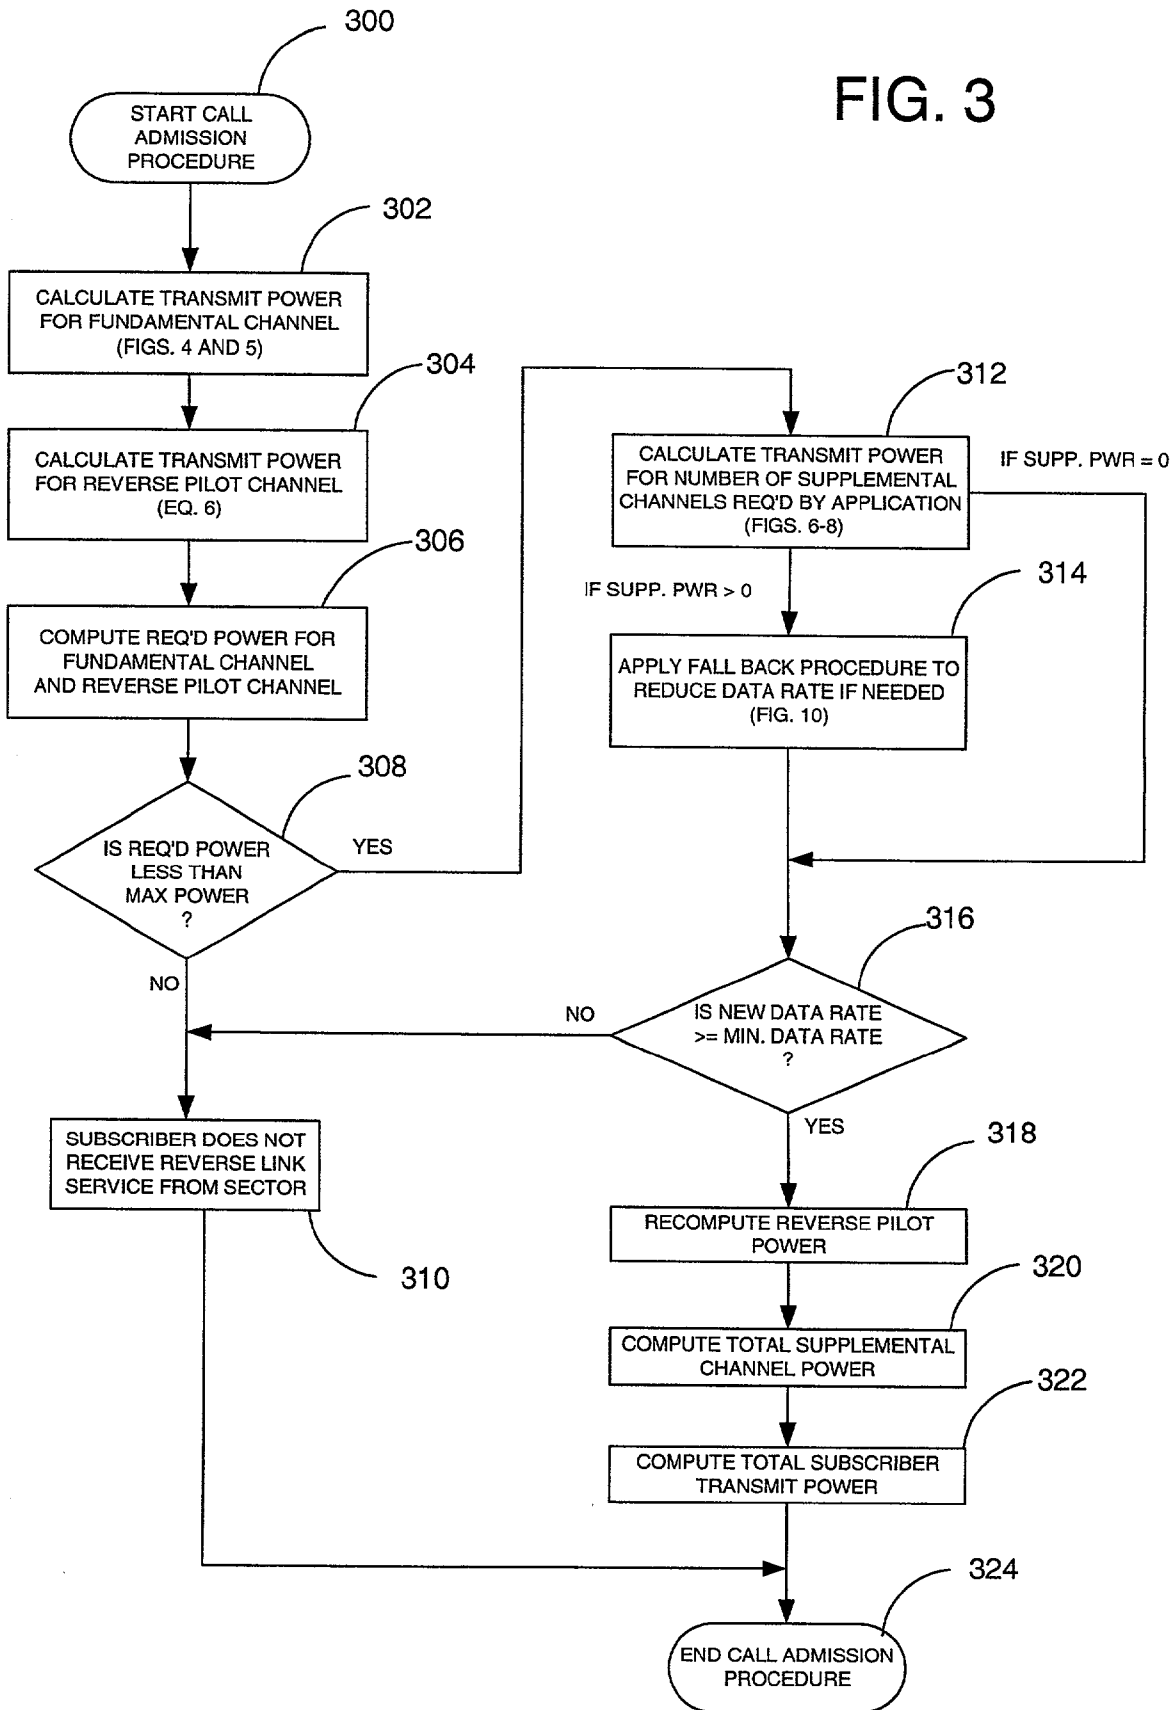 FIG. 3
300
START CALL
ADMISSION
PROCEDURE
302
CALCULATE TRANSMIT POWER
FOR FUNDAMENTAL CHANNEL
(FIGS. 4 AND 5)
304
CALCULATE TRANSMIT POWER
FOR REVERSE PILOT CHANNEL
(EQ. 6)
306
COMPUTE REQ'D POWER FOR
FUNDAMENTAL CHANNEL
AND REVERSE PILOT CHANNEL
308
IS REQ'D POWER
LESS THAN
MAX POWER
?
YES
NO
SUBSCRIBER DOES NOT
RECEIVE REVERSE LINK
SERVICE FROM SECTOR
310
312
CALCULATE TRANSMIT POWER
FOR NUMBER OF SUPPLEMENTAL
CHANNELS REQ'D BY APPLICATION
(FIGS. 6-8)
IF SUPP. PWR = 0
IF SUPP. PWR > 0
314
APPLY FALL BACK PROCEDURE TO
REDUCE DATA RATE IF NEEDED
(FIG. 10)
316
IS NEW DATA RATE
>= MIN. DATA RATE
?
NO
YES
318
RECOMPUTE REVERSE PILOT
POWER
320
COMPUTE TOTAL SUPPLEMENTAL
CHANNEL POWER
322
COMPUTE TOTAL SUBSCRIBER
TRANSMIT POWER
324
END CALL ADMISSION
PROCEDURE